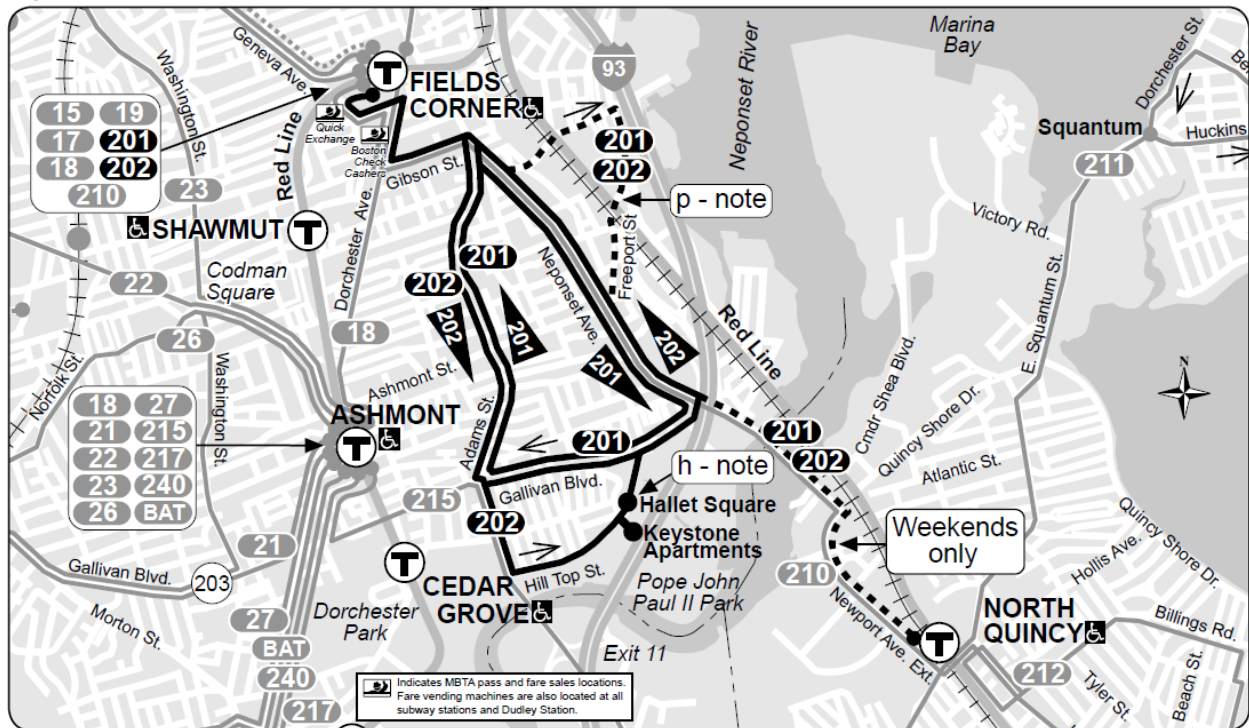 Neponset River
Marina
Bay
Dorchester St.
Be
Geneva Ave.
Washington St.
93
T
FIELDS
CORNER
15 19
17 201
18 202
210
Quick
Exchange
Boston
Check
Cashers
Red Line
201
202
Squantum
Huckins
211
Gibson St.
p - note
23
SHAWMUT
T
Dorchester Ave.
Victory Rd.
Freeport St
Neponset Ave.
201
202
Codman
Square
22
18
26
202
201
202
201
Red Line
E. Squantum St.
Norfolk St.
Washington St.
Ashmont St.
Cmdr Shea Blvd.
Quincy Shore Dr.
N
18 27
21 215
22 217
23 240
26 BAT
ASHMONT
T
Adams St.
201
201
202
Atlantic St.
h - note
215
Gallivan Blvd.
Hallet Square
Keystone
Apartments
202
Weekends
only
Quincy Shore Dr.
Hollis Ave.
21
Gallivan Blvd.
203
T
CEDAR
GROVE
Hill Top St.
Pope John
Paul II Park
210
Newport Ave. Ext.
NORTH
QUINCY
T
Billings Rd.
Morton St.
27
BAT
240
217
Dorchester
Park
Exit 11
212
Tyler St.
Beach St.
Indicates MBTA pass and fare sales locations.
Fare vending machines are also located at all
subway stations and Dudley Station.